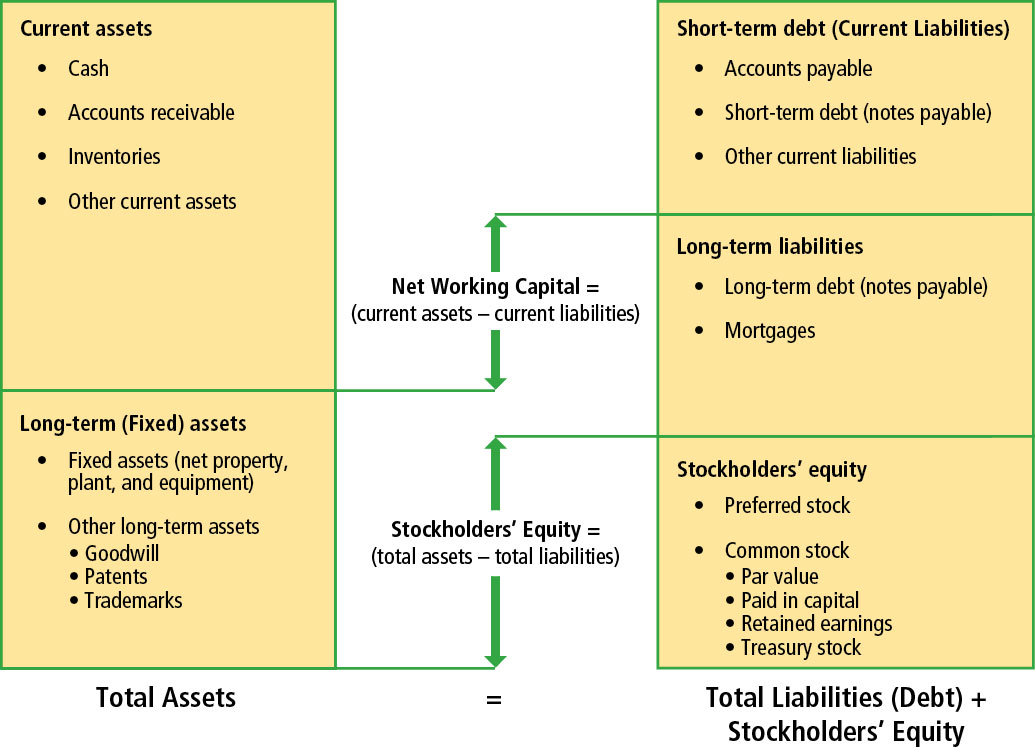 Current assets
• Cash
• Accounts receivable
• Inventories
• Other current assets
Long-term (Fixed) assets
• Fixed assets (net property,
plant, and equipment)
• Other long-term assets
• Goodwill
• Patents
• Trademarks
Net Working Capital =
(current assets – current liabilities)
Stockholders’ Equity =
(total assets – total liabilities)
Short-term debt (Current Liabilities)
• Accounts payable
• Short-term debt (notes payable)
• Other current liabilities
Long-term liabilities
• Long-term debt (notes payable)
• Mortgages
Stockholders’ equity
• Preferred stock
• Common stock
• Par value
• Paid in capital
• Retained earnings
• Treasury stock
Total Assets
=
Total Liabilities (Debt) +
Stockholders’ Equity